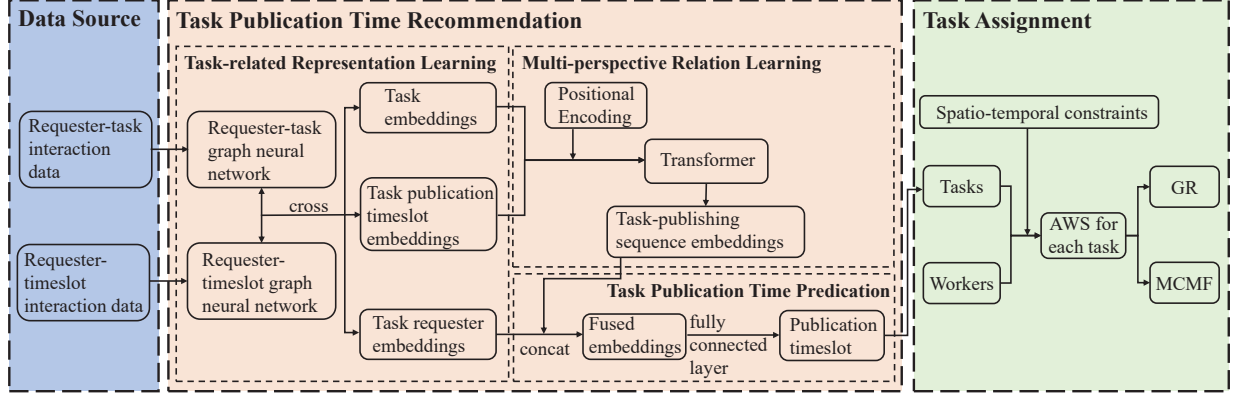 Data Source
Requester-task
interaction
data
Requester-
timeslot
interaction data
Task Publication Time Recommendation
Task-related Representation Learning
Requester-task
graph neural
network
cross
Requester-
timeslot graph
neural network
Task
embeddings
Task publication
timeslot
embeddings
Task requester
embeddings
Multi-perspective Relation Learning
Positional
Encoding
Transformer
Task-publishing
sequence embeddings
Task Publication Time Predication
concat
Fused
embeddings
fully
connected
layer
Publication
timeslot
Task Assignment
Spatio-temporal constraints
Tasks
Workers
AWS for
each task
GR
MCMF